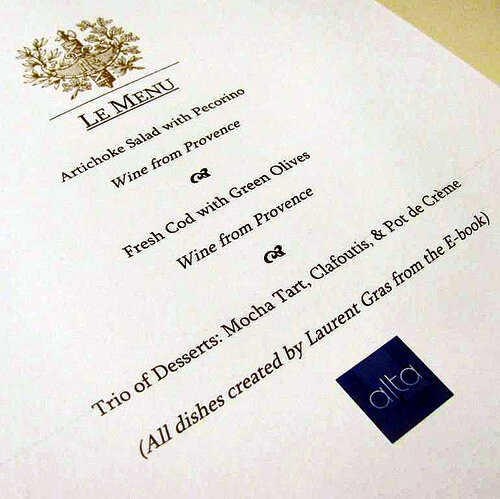 LE MENU
Artichoke Salad with Pecorino
Wine from Provence
Fresh Cod with Green Olives
Wine from Provence
Trio of Desserts: Mocha Tart, Clafoutis, & Pot de Crème
(All dishes created by Laurent Gras from the E-book)
alta